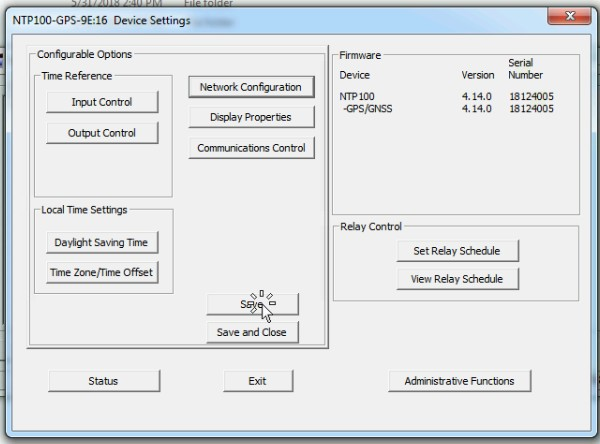 5/31/2018 2:40 PM File folder
NTP100-GPS-9E:16 Device Settings
Configurable Options
Time Reference
Input Control
Output Control
Network Configuration
Display Properties
Communications Control
Local Time Settings
Daylight Saving Time
Time Zone/Time Offset
Save
Save and Close
Firmware
Device Version Serial Number
NTP100 4.14.0 18124005
-GPS/GNSS 4.14.0 18124005
Relay Control
Set Relay Schedule
View Relay Schedule
Status
Exit
Administrative Functions